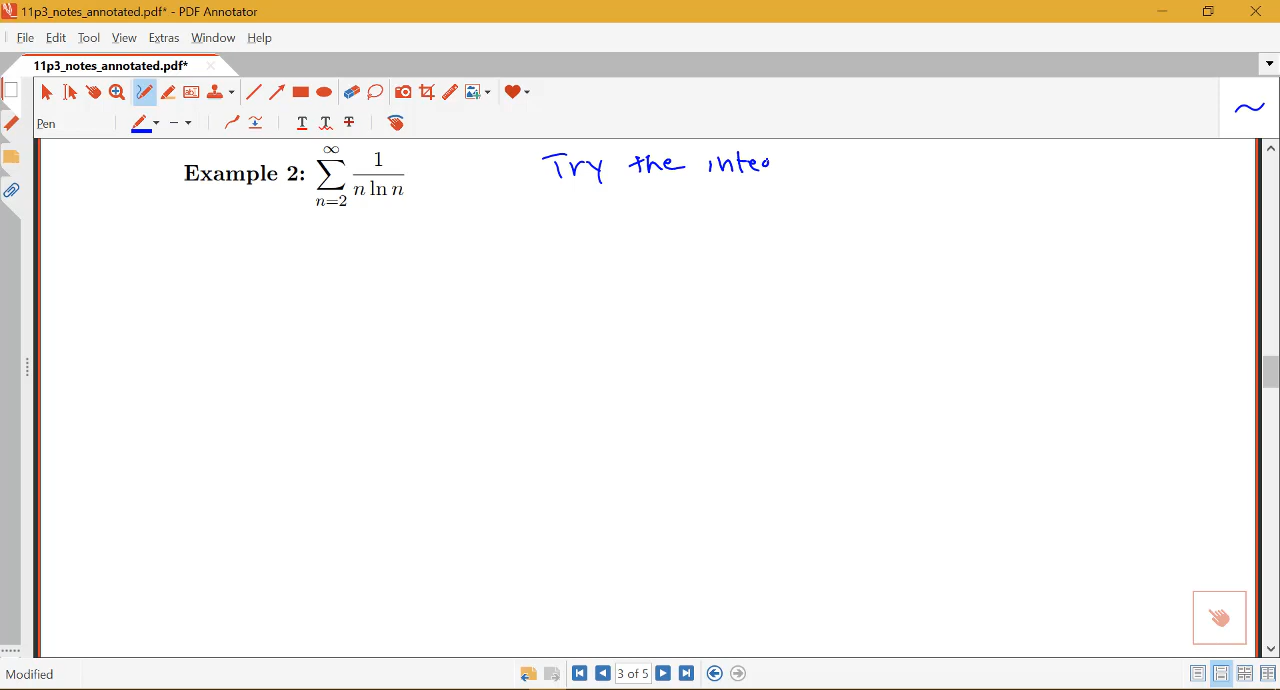 11p3_notes_annotated.pdf* - PDF Annotator
File Edit Tool View Extras Window Help
11p3_notes_annotated.pdf*
Pen
T T T
Example 2: ∑_{n=2}^{∞} 1/(n ln n) Try the integ
Modified
3 of 5